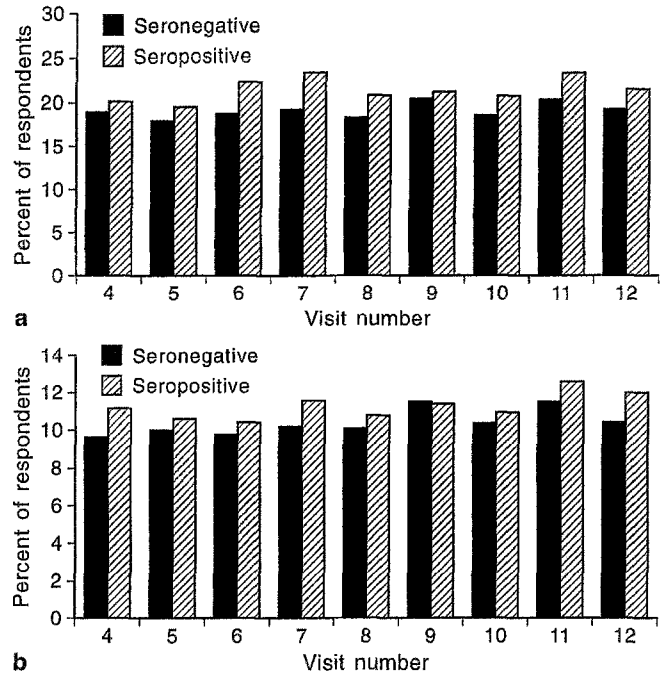 30
25
20
15
10
5
0
Percent of respondents
Seronegative
Seropositive
4 5 6 7 8 9 10 11 12
a
Visit number
14
12
10
8
6
4
2
0
Percent of respondents
Seronegative
Seropositive
4 5 6 7 8 9 10 11 12
b
Visit number